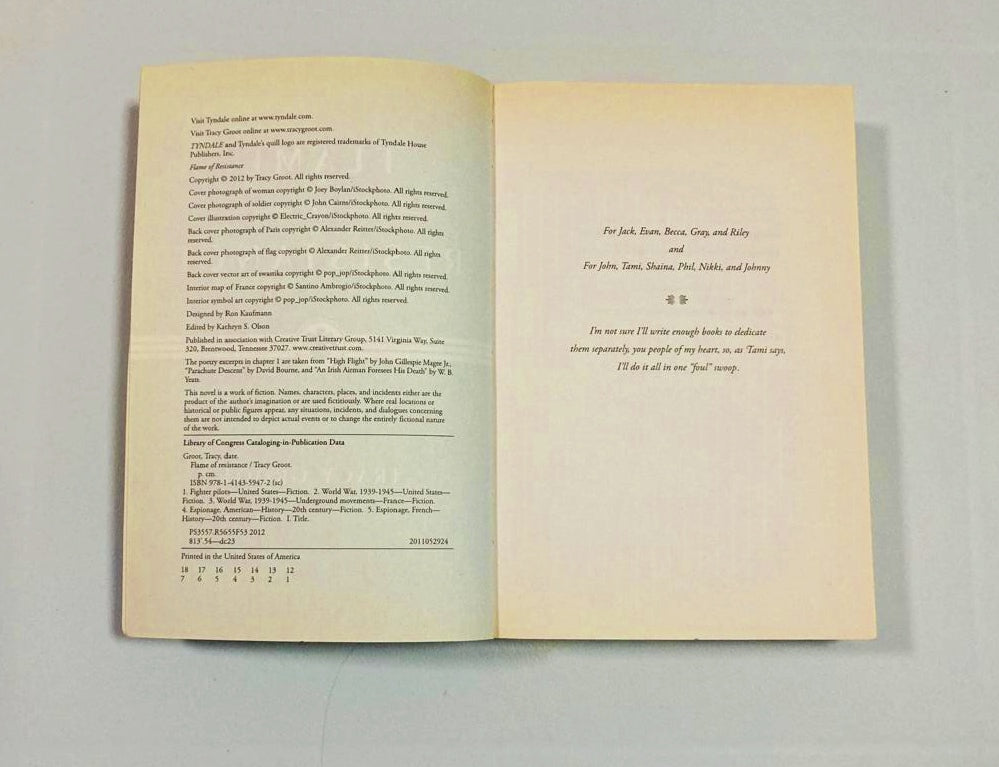 Visit Tyndale online at www.tyndale.com.
Visit Tracy Groot online at www.tracygroot.com.
TYNDALE and Tyndale's quill logo are registered trademarks of Tyndale House
Publishers, Inc.
Flame of Resistance
Copyright © 2012 by Tracy Groot. All rights reserved.
Cover photograph of woman copyright © Joey Boylan/iStockphoto. All rights reserved.
Cover photograph of soldier copyright © John Cairns/iStockphoto. All rights reserved.
Cover illustration copyright © Electric_Crayon/iStockphoto. All rights reserved.
Back cover photograph of Paris copyright © Alexander Reitter/iStockphoto. All rights
reserved.
Back cover photograph of flag copyright © Alexander Reitter/iStockphoto. All rights
reserved.
Back cover vector art of swastika copyright © pop_jop/iStockphoto. All rights reserved.
Interior map of France copyright © Santino Ambrogio/iStockphoto. All rights reserved.
Interior symbol art copyright © pop_jop/iStockphoto. All rights reserved.
Designed by Ron Kaufmann
Edited by Kathryn S. Olson
Published in association with Creative Trust Literary Group, 5141 Virginia Way, Suite
320, Brentwood, Tennessee 37027. www.creativetrust.com.
The poetry excerpts in chapter 1 are taken from "High Flight" by John Gillespie Magee Jr.,
"Parachute Descent" by David Bourne, and "An Irish Airman Foresees His Death" by W. B.
Yeats.
This novel is a work of fiction. Names, characters, places, and incidents either are the
product of the author's imagination or are used fictitiously. Where real locations or
historical or public figures appear, any situations, incidents, and dialogues concerning
them are not intended to depict actual events or to change the entirely fictional nature
of the work.
Library of Congress Cataloging-in-Publication Data
Groot, Tracy, date.
Flame of resistance / Tracy Groot.
p. cm.
ISBN 978-1-4143-5947-2 (sc)
1. Fighter pilots—United States—Fiction. 2. World War, 1939-1945—United States—
Fiction. 3. World War, 1939-1945—Underground movements—France—Fiction.
4. Espionage, American—History—20th century—Fiction. 5. Espionage, French—
History—20th century—Fiction. I. Title.
PS3557.R5655F53 2012
813'.54—dc23 2011052924
Printed in the United States of America
18 17 16 15 14 13 12
7 6 5 4 3 2 1
For Jack, Evan, Becca, Gray, and Riley
and
For John, Tami, Shaina, Phil, Nikki, and Johnny
I'm not sure I'll write enough books to dedicate
them separately, you people of my heart, so, as Tami says,
I'll do it all in one "foul" swoop.